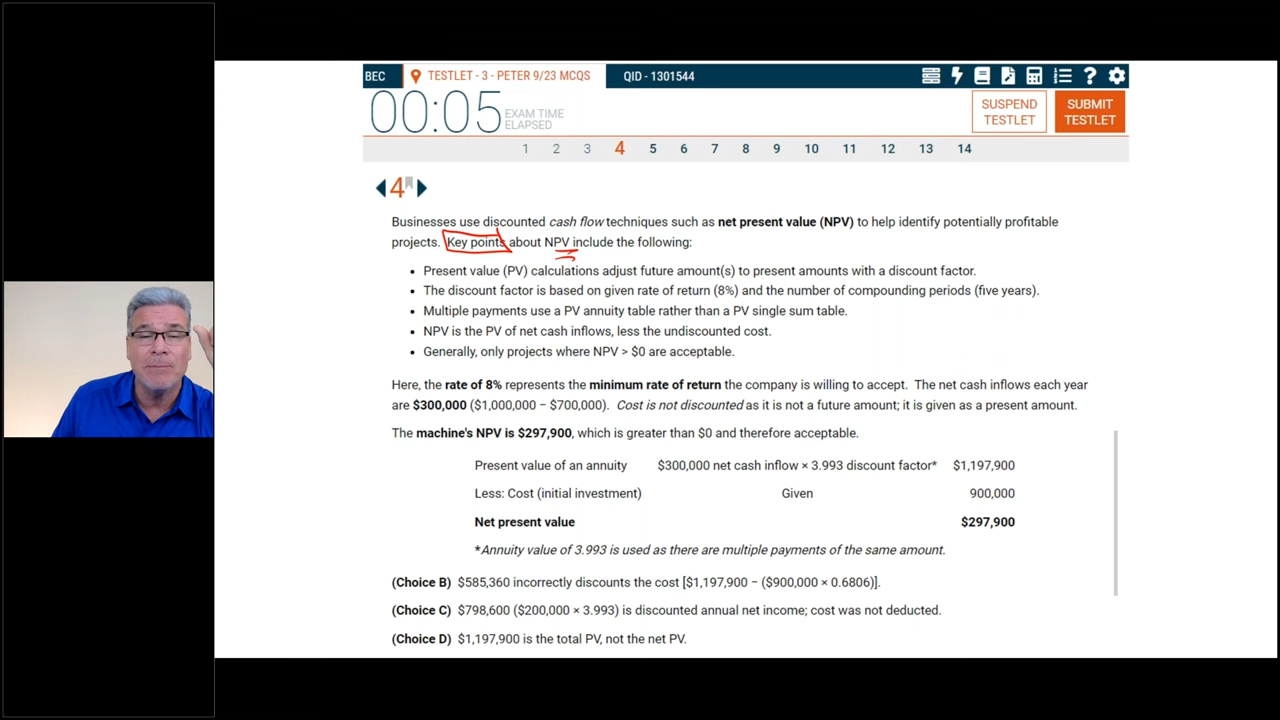 BEC TESTLET - 3 - PETER 9/23 MCQS QID - 1301544
00:05 EXAM TIME ELAPSED
SUSPEND TESTLET
SUBMIT TESTLET
1 2 3 4 5 6 7 8 9 10 11 12 13 14
4
Businesses use discounted cash flow techniques such as net present value (NPV) to help identify potentially profitable
projects. Key points about NPV include the following:
• Present value (PV) calculations adjust future amount(s) to present amounts with a discount factor.
• The discount factor is based on given rate of return (8%) and the number of compounding periods (five years).
• Multiple payments use a PV annuity table rather than a PV single sum table.
• NPV is the PV of net cash inflows, less the undiscounted cost.
• Generally, only projects where NPV > $0 are acceptable.
Here, the rate of 8% represents the minimum rate of return the company is willing to accept. The net cash inflows each year
are $300,000 ($1,000,000 − $700,000). Cost is not discounted as it is not a future amount; it is given as a present amount.
The machine's NPV is $297,900, which is greater than $0 and therefore acceptable.
Present value of an annuity $300,000 net cash inflow × 3.993 discount factor* $1,197,900
Less: Cost (initial investment) Given 900,000
Net present value $297,900
*Annuity value of 3.993 is used as there are multiple payments of the same amount.
(Choice B) $585,360 incorrectly discounts the cost [$1,197,900 − ($900,000 × 0.6806)].
(Choice C) $798,600 ($200,000 × 3.993) is discounted annual net income; cost was not deducted.
(Choice D) $1,197,900 is the total PV, not the net PV.